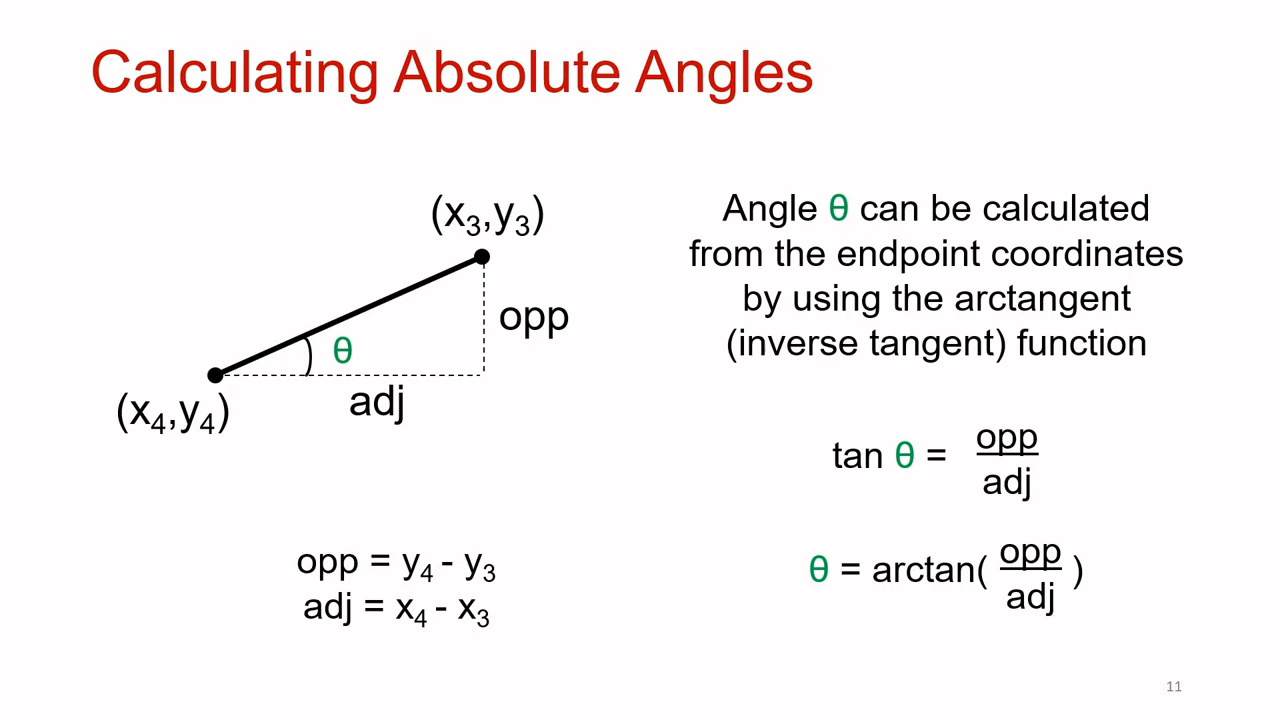 Calculating Absolute Angles
(x₃,y₃)
opp
θ
adj
(x₄,y₄)
opp = y₄ - y₃
adj = x₄ - x₃
Angle θ can be calculated
from the endpoint coordinates
by using the arctangent
(inverse tangent) function
tan θ = opp/adj
θ = arctan( opp/adj )
11